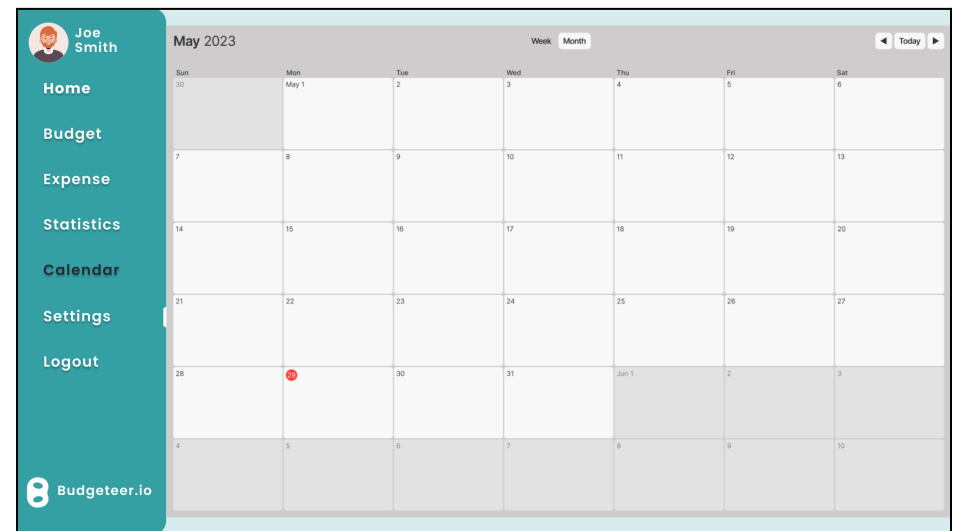 Joe
Smith
Home
Budget
Expense
Statistics
Calendar
Settings
Logout
Budgeteer.io
May 2023
Week Month
Today
Sun Mon Tue Wed Thu Fri Sat
30 May 1 2 3 4 5 6
7 8 9 10 11 12 13
14 15 16 17 18 19 20
21 22 23 24 25 26 27
28 29 30 31 Jun 1 2 3
4 5 6 7 8 9 10